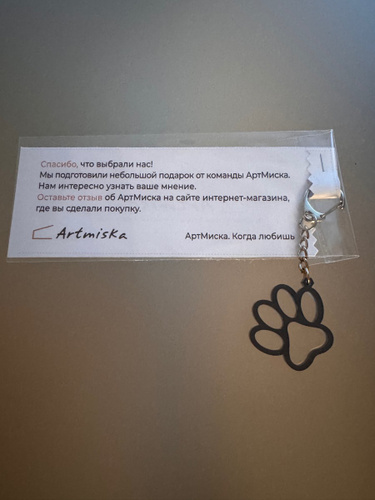 Спасибо, что выбрали нас!
Мы подготовили небольшой подарок от команды АртМиска.
Нам интересно узнать ваше мнение.
Оставьте отзыв об АртМиска на сайте интернет-магазина,
где вы сделали покупку.
Artmiska АртМиска. Когда любишь